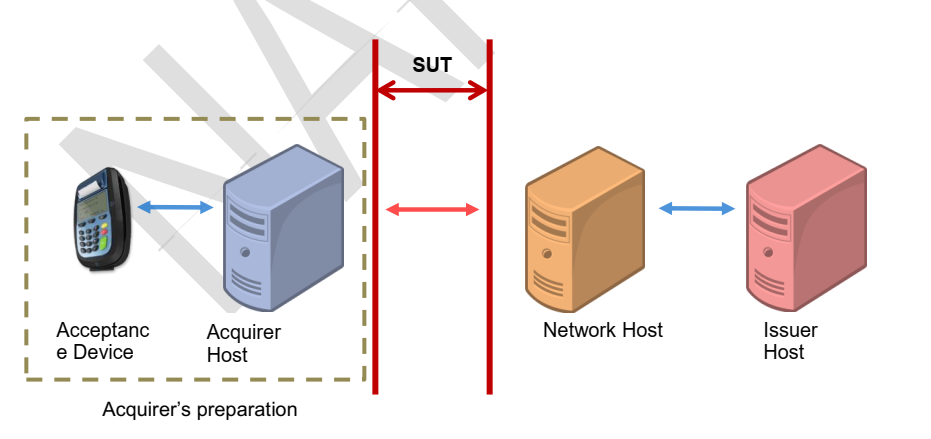 SUT
Acceptanc
e Device
Acquirer
Host
Network Host
Issuer
Host
Acquirer's preparation